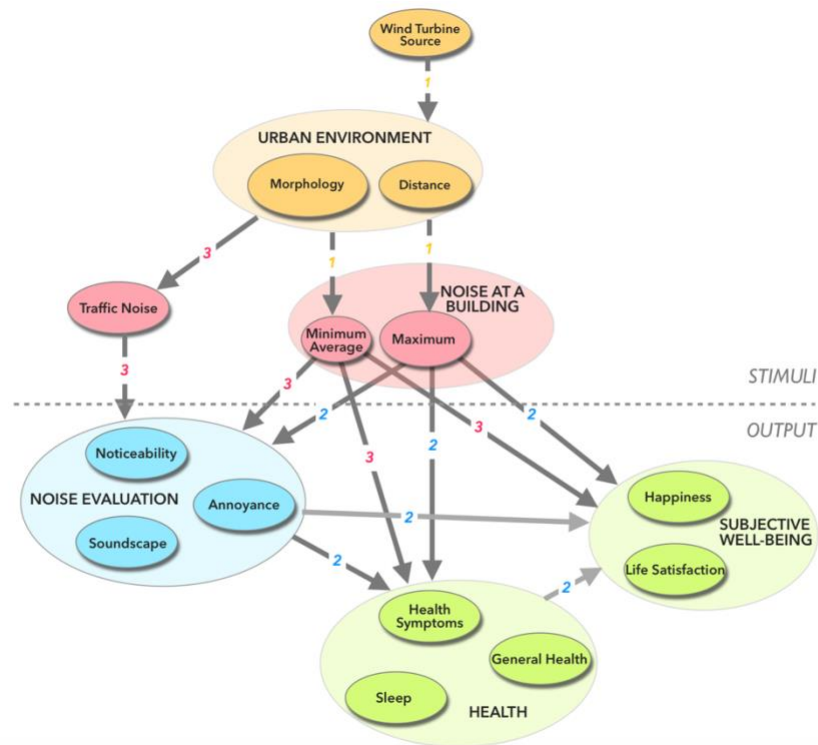 Wind Turbine
Source
1
URBAN ENVIRONMENT
Morphology
Distance
3
1
1
Traffic Noise
NOISE AT A
BUILDING
Minimum
Average
Maximum
3
3
2
2
3
2
3
STIMULI
OUTPUT
Noticeability
NOISE EVALUATION
Annoyance
Soundscape
2
2
Happiness
SUBJECTIVE
WELL-BEING
Life Satisfaction
2
Health
Symptoms
General Health
Sleep
HEALTH